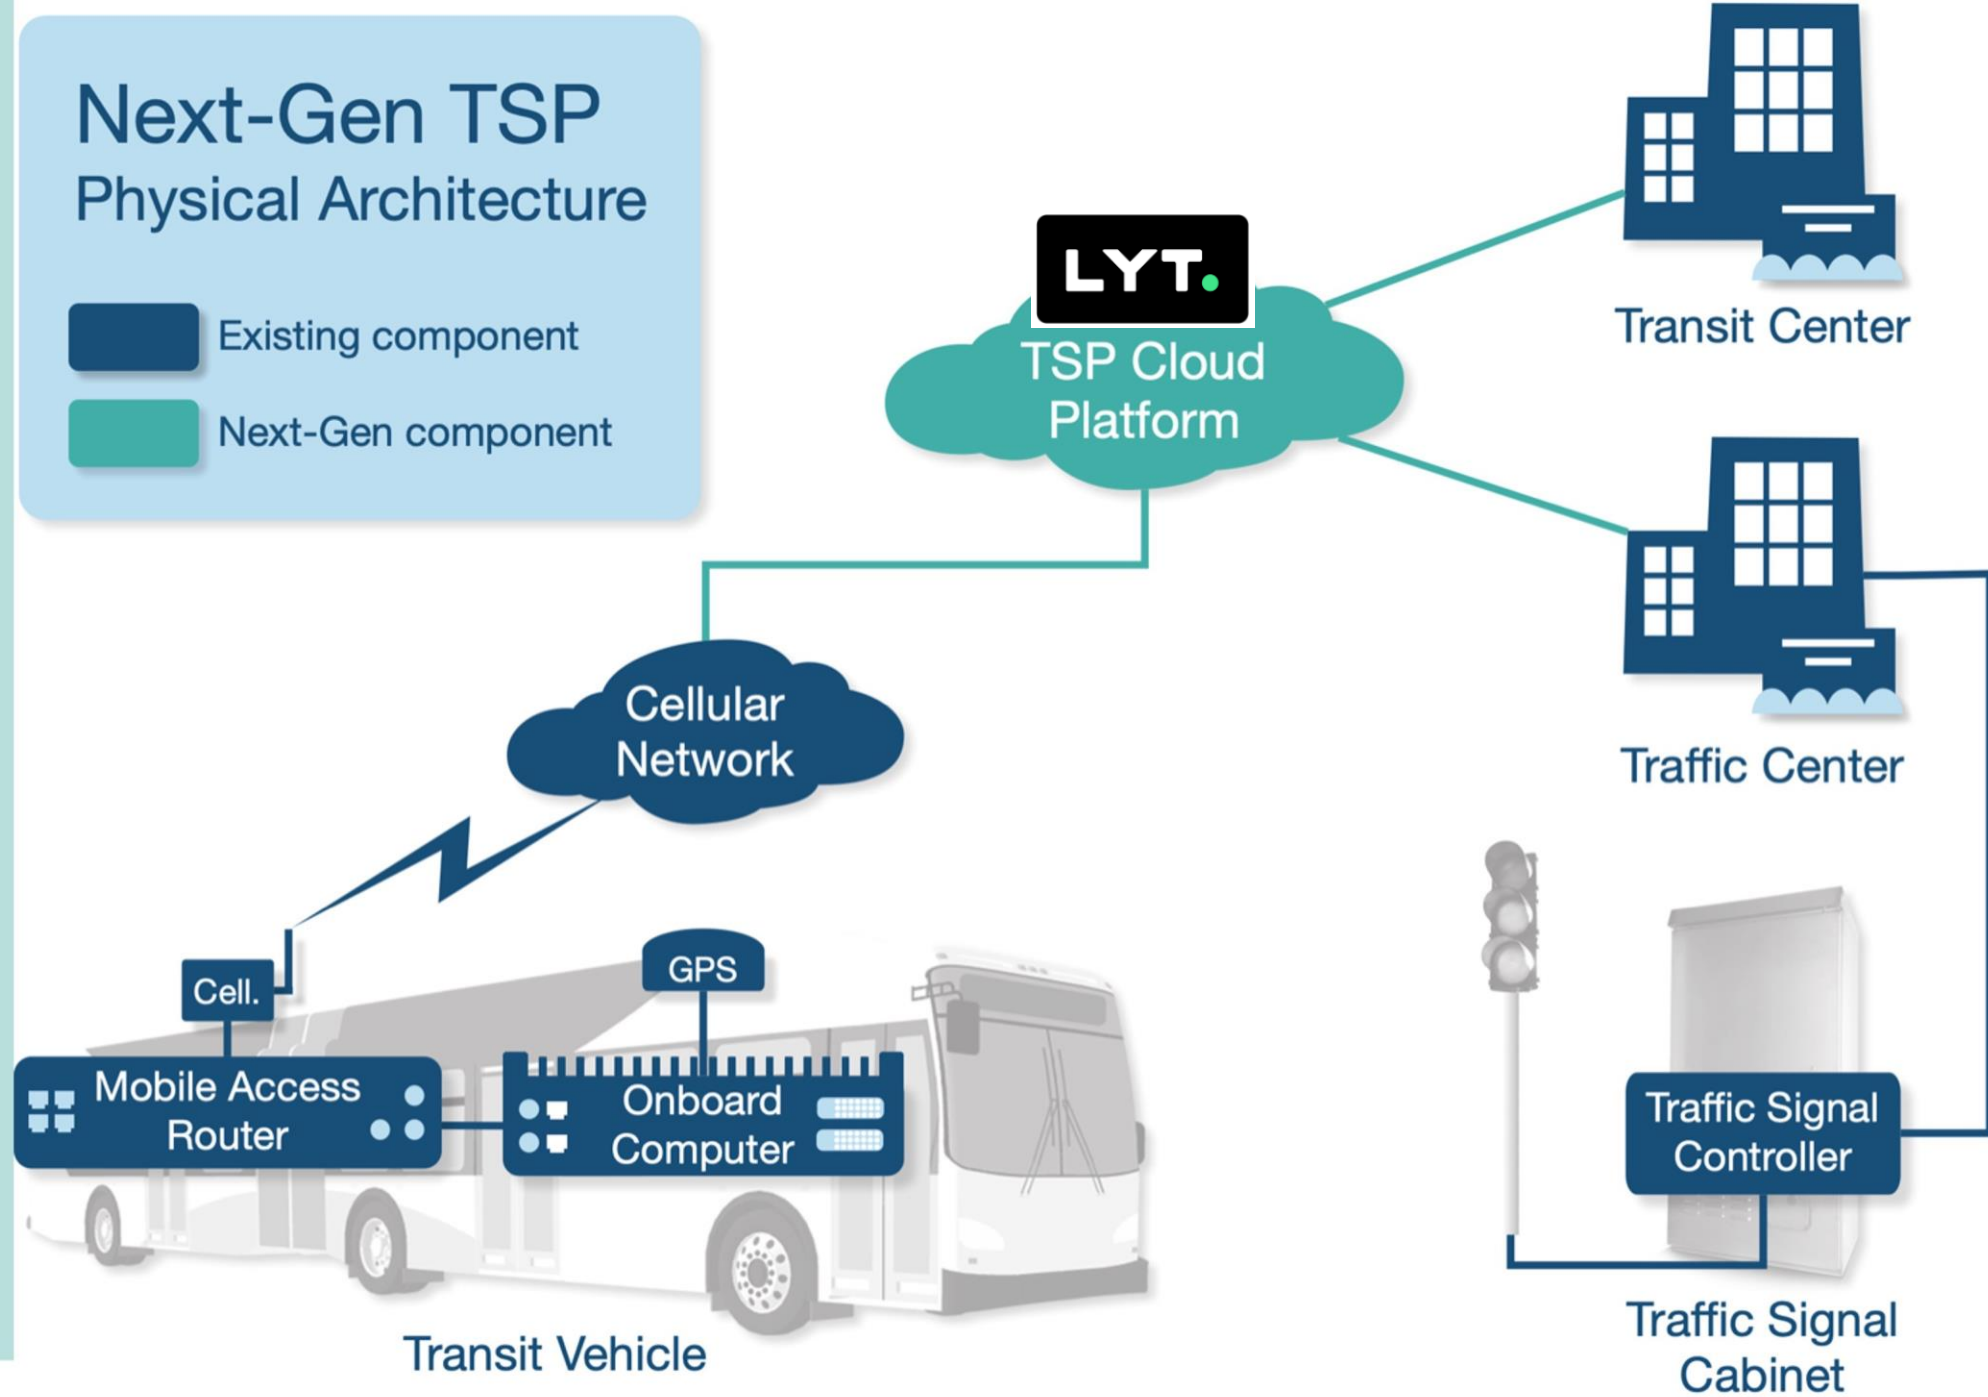 Next-Gen TSP
Physical Architecture
Existing component
Next-Gen component
LYT.
TSP Cloud
Platform
Transit Center
Traffic Center
Cellular
Network
Cell.
GPS
Mobile Access
Router
Onboard
Computer
Transit Vehicle
Traffic Signal
Controller
Traffic Signal
Cabinet